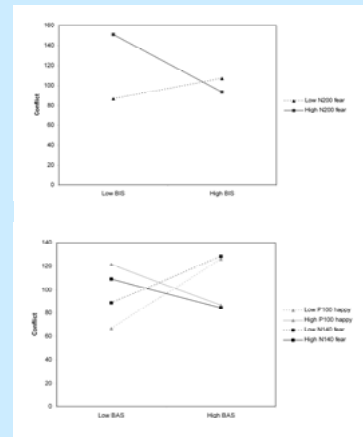 160
140
120
100
80
60
40
20
0
Conflict
Low BIS
High BIS
Low N200 fear
High N200 fear
140
120
100
80
60
40
20
0
Conflict
Low BAS
High BAS
Low P100 happy
High P100 happy
Low N140 fear
High N140 fear